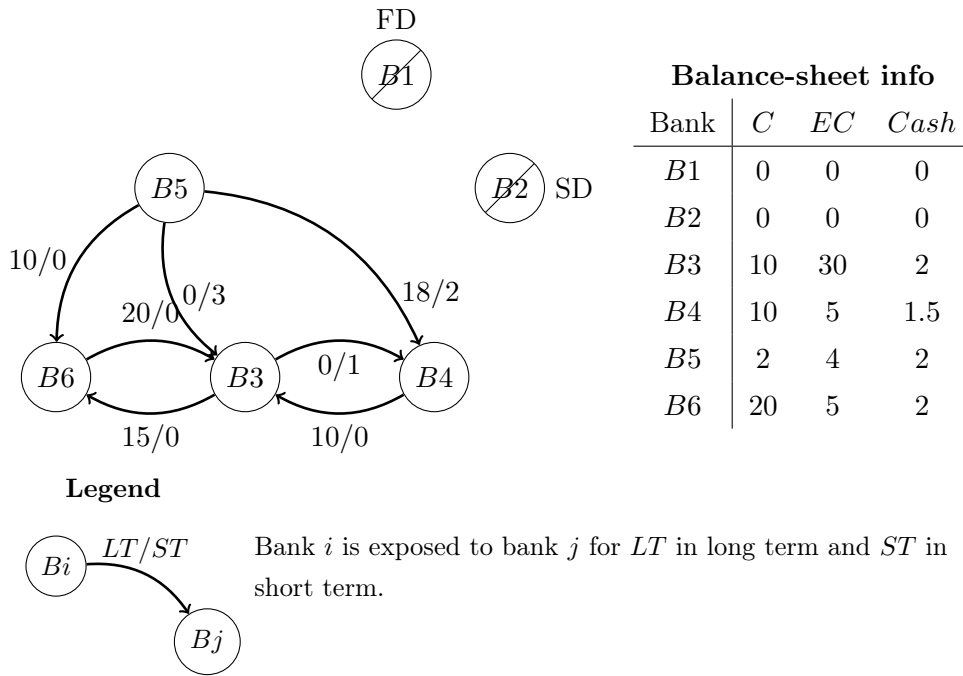 FD
B1
Balance-sheet info
Bank C EC Cash
B1 0 0 0
B2 0 0 0
B3 10 30 2
B4 10 5 1.5
B5 2 4 2
B6 20 5 2
B5
B2 SD
10/0
0/3
18/2
20/0
B6
B3
0/1
B4
15/0
10/0
Legend
Bi
LT/ST
Bj
Bank i is exposed to bank j for LT in long term and ST in
short term.